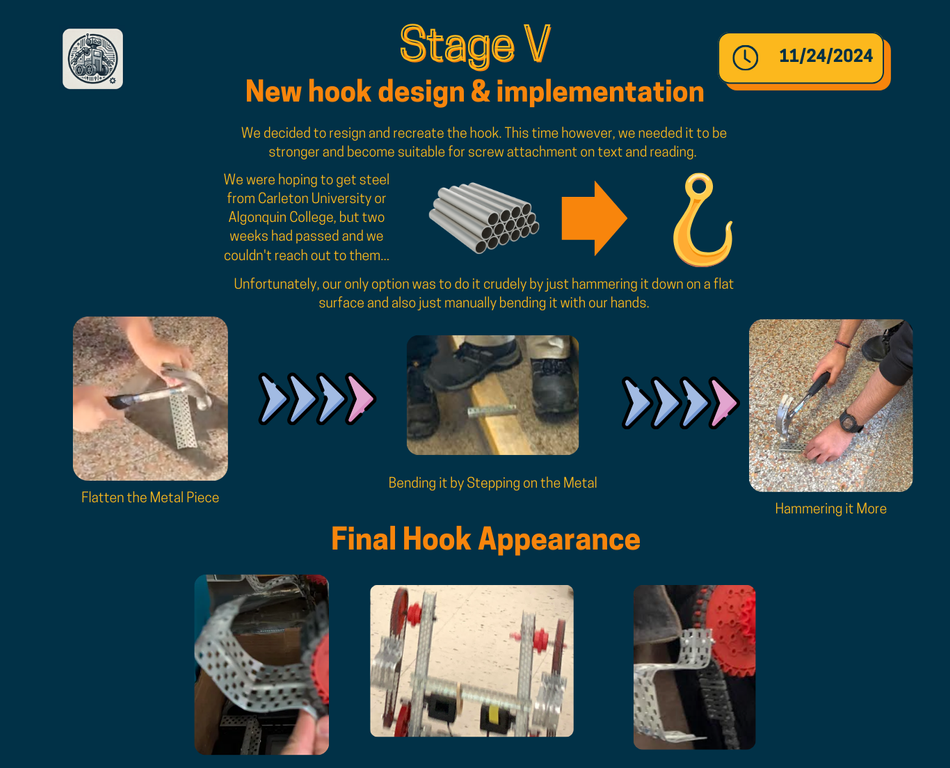 Stage V
11/24/2024
New hook design & implementation
We decided to resign and recreate the hook. This time however, we needed it to be
stronger and become suitable for screw attachment on text and reading.
We were hoping to get steel
from Carleton University or
Algonquin College, but two
weeks had passed and we
couldn't reach out to them...
Unfortunately, our only option was to do it crudely by just hammering it down on a flat
surface and also just manually bending it with our hands.
Flatten the Metal Piece
Bending it by Stepping on the Metal
Hammering it More
Final Hook Appearance